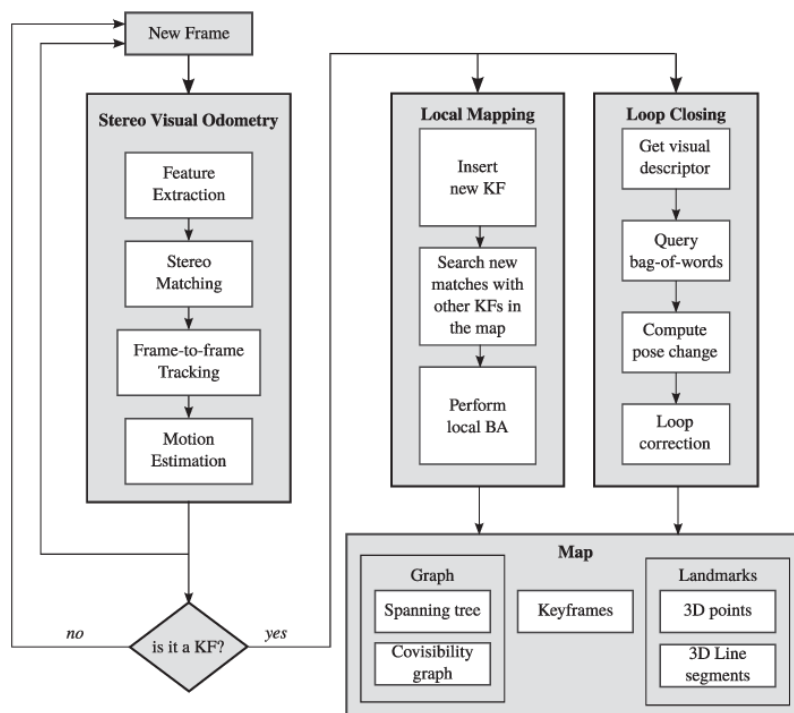 New Frame
Stereo Visual Odometry
Feature
Extraction
Stereo
Matching
Frame-to-frame
Tracking
Motion
Estimation
no
is it a KF?
yes
Local Mapping
Insert
new KF
Search new
matches with
other KFs in
the map
Perform
local BA
Loop Closing
Get visual
descriptor
Query
bag-of-words
Compute
pose change
Loop
correction
Map
Graph
Spanning tree
Covisibility
graph
Keyframes
Landmarks
3D points
3D Line
segments